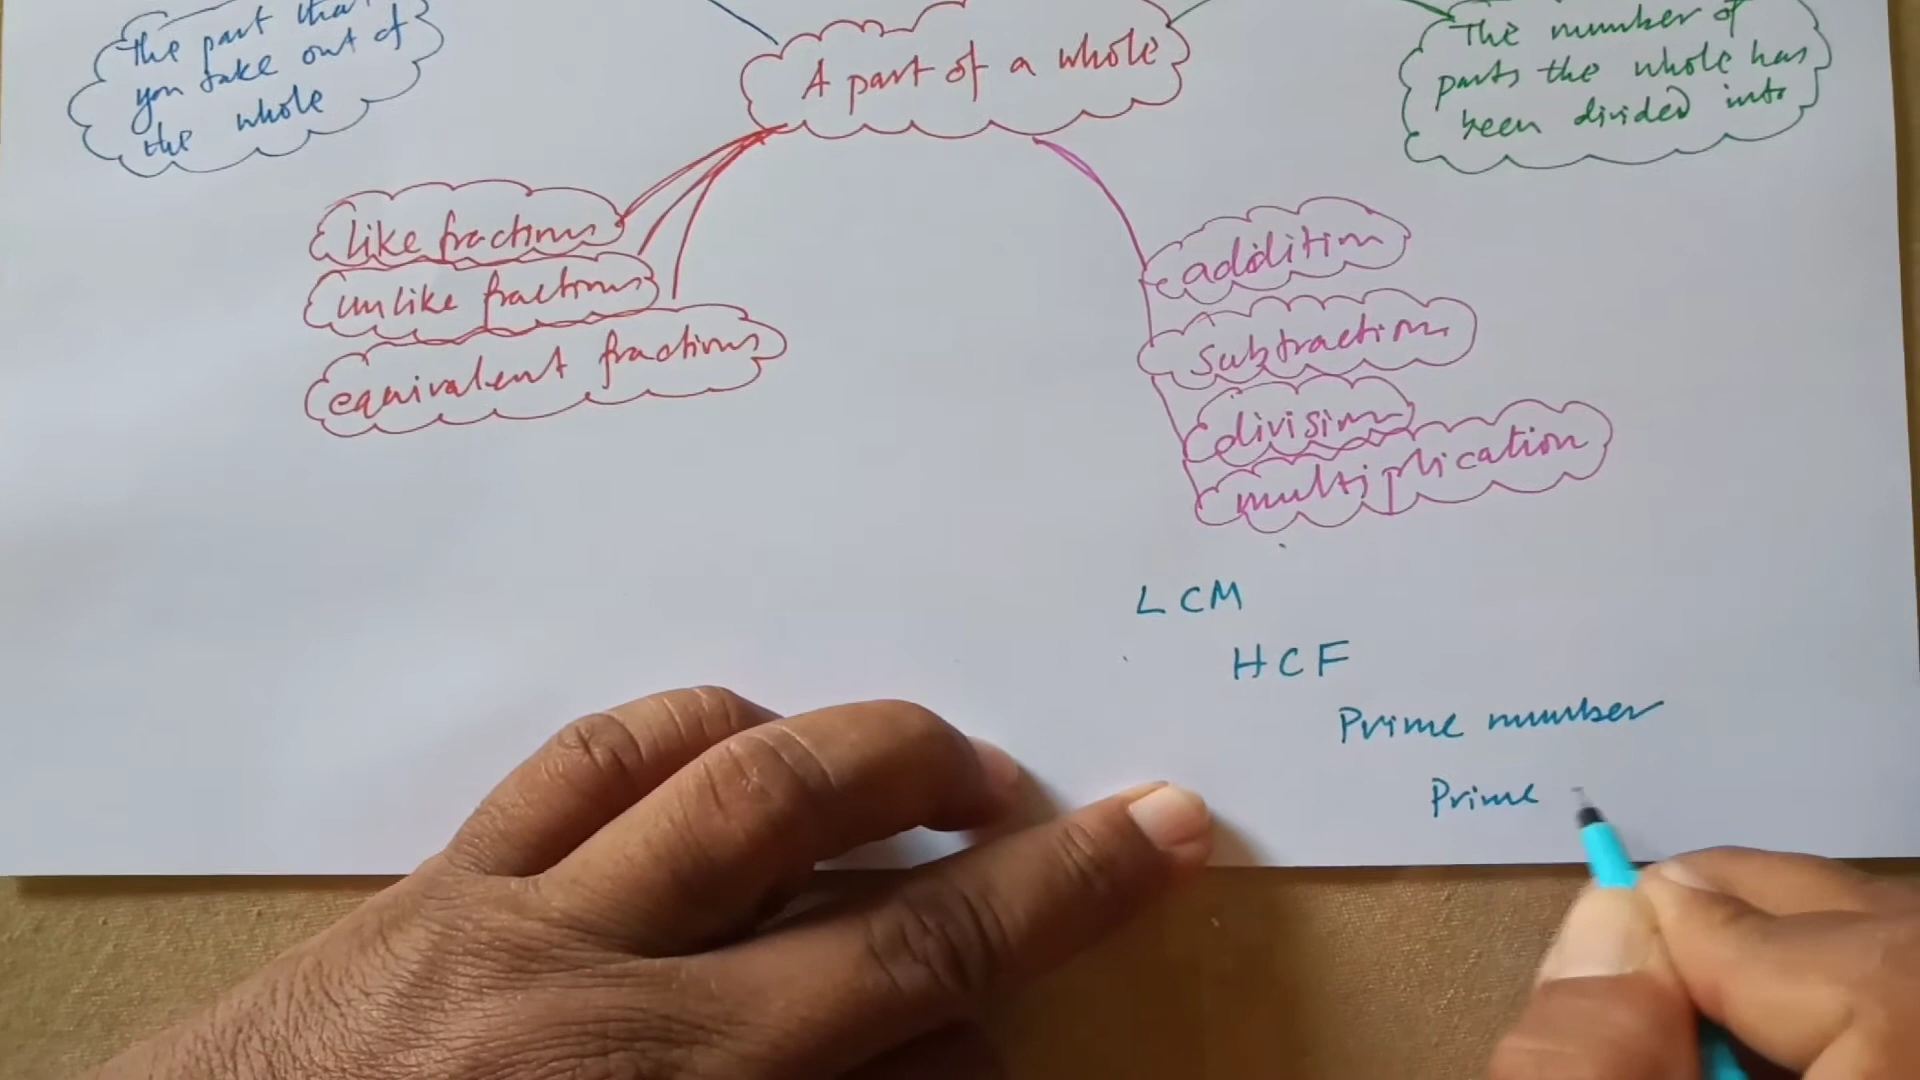 The part that
you take out of
the whole
A part of a whole
The number of
parts the whole has
been divided into
like fractions
unlike fractions
equivalent fractions
addition
subtraction
division
multiplication
LCM
HCF
Prime number
Prime